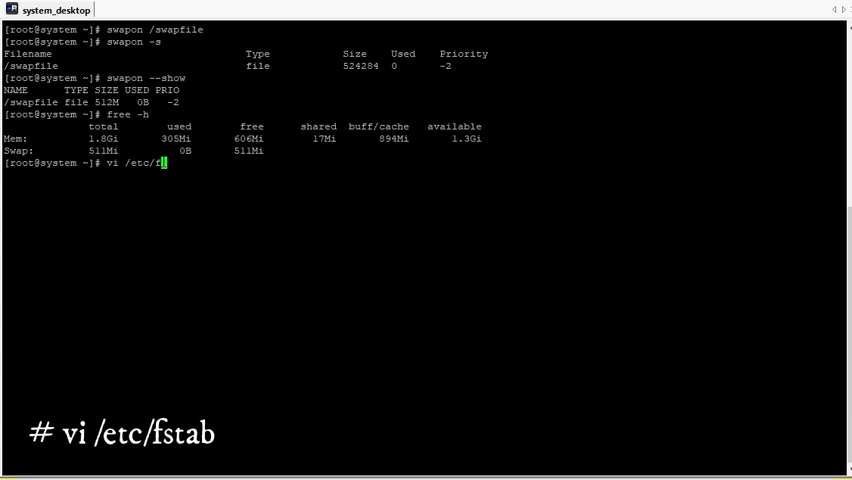 system_desktop
[root@system ~]# swapon /swapfile
[root@system ~]# swapon -s
Filename Type Size Used Priority
/swapfile file 524284 0 -2
[root@system ~]# swapon --show
NAME TYPE SIZE USED PRIO
/swapfile file 512M 0B -2
[root@system ~]# free -h
total used free shared buff/cache available
Mem: 1.8Gi 305Mi 606Mi 17Mi 894Mi 1.3Gi
Swap: 511Mi 0B 511Mi
[root@system ~]# vi /etc/f
# vi /etc/fstab